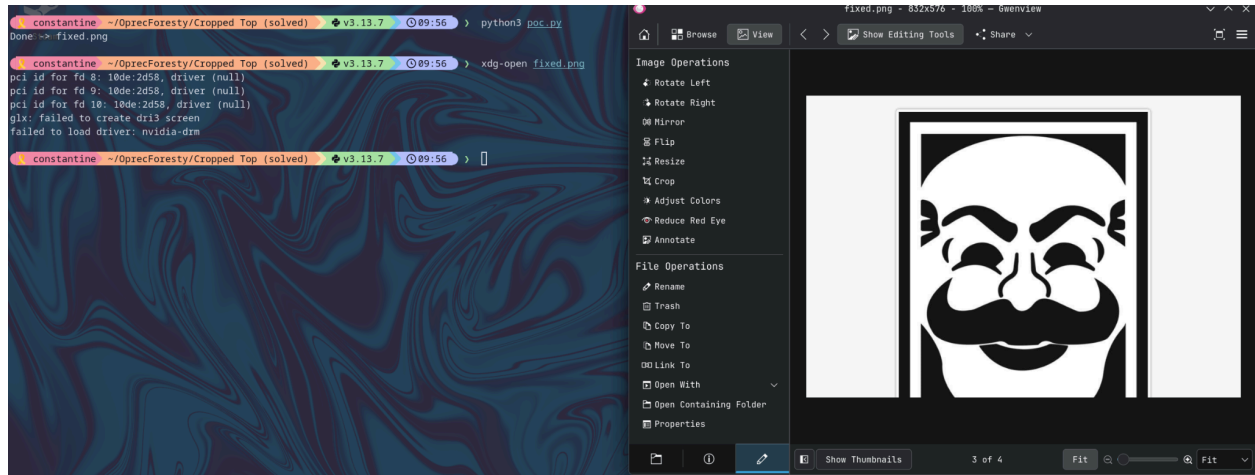 constantine ~/OprecForesty/Cropped Top (solved) v3.13.7 09:56 > python3 poc.py
Done -> fixed.png
constantine ~/OprecForesty/Cropped Top (solved) v3.13.7 09:56 > xdg-open fixed.png
pci id for fd 8: 10de:2d58, driver (null)
pci id for fd 9: 10de:2d58, driver (null)
pci id for fd 10: 10de:2d58, driver (null)
glx: failed to create dri3 screen
failed to load driver: nvidia-drm
constantine ~/OprecForesty/Cropped Top (solved) v3.13.7 09:56 >
fixed.png - 832x576 - 100% — Gwenview
Browse View < > Show Editing Tools Share
Image Operations
Rotate Left
Rotate Right
Mirror
Flip
Resize
Crop
Adjust Colors
Reduce Red Eye
Annotate
File Operations
Rename
Trash
Copy To
Move To
Link To
Open With
Open Containing Folder
Properties
Show Thumbnails 3 of 4 Fit Fit